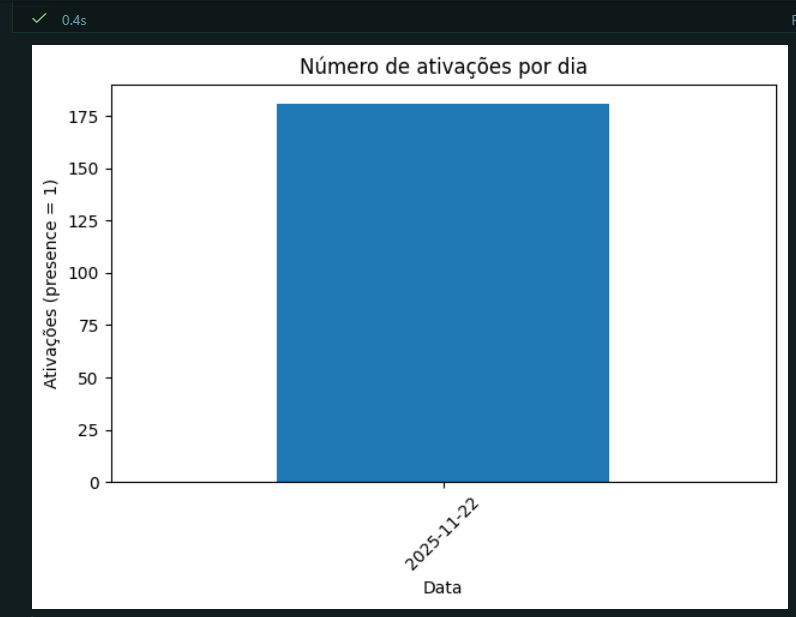 0.4s
Número de ativações por dia
Ativações (presence = 1)
175
150
125
100
75
50
25
0
2025-11-22
Data